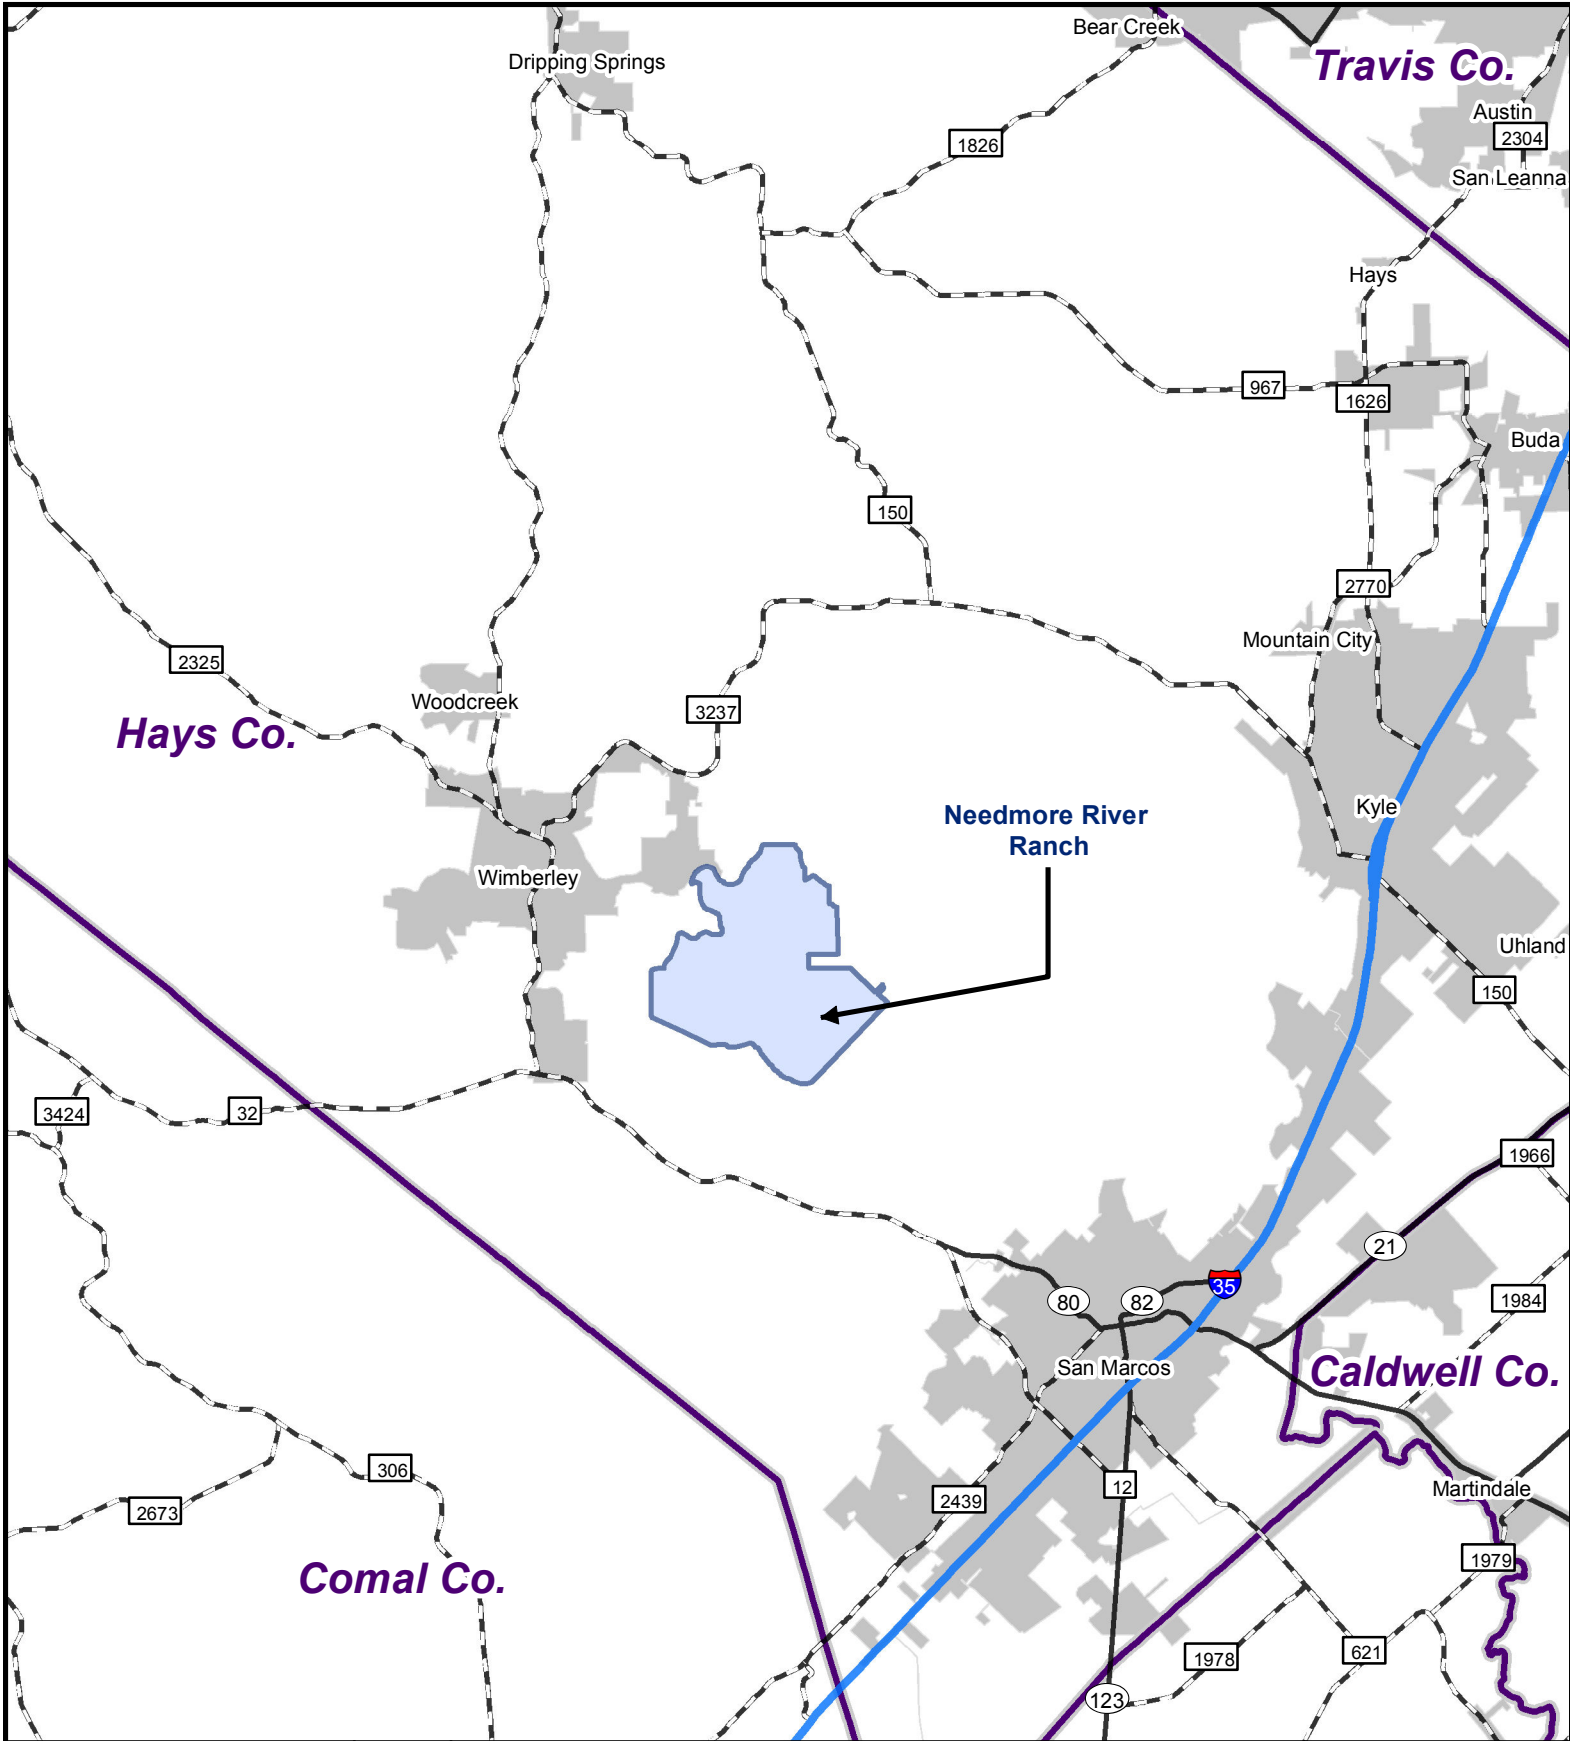 Bear Creek
Dripping Springs
Travis Co.
Austin
2304
1826
San Leanna
Hays
967
1626
Buda
150
2770
Mountain City
2325
Woodcreek
3237
Hays Co.
Needmore River
Ranch
Kyle
Wimberley
Uhland
150
3424
32
1966
21
35
80
82
1984
San Marcos
Caldwell Co.
306
12
2439
Martindale
2673
1979
Comal Co.
621
1978
123